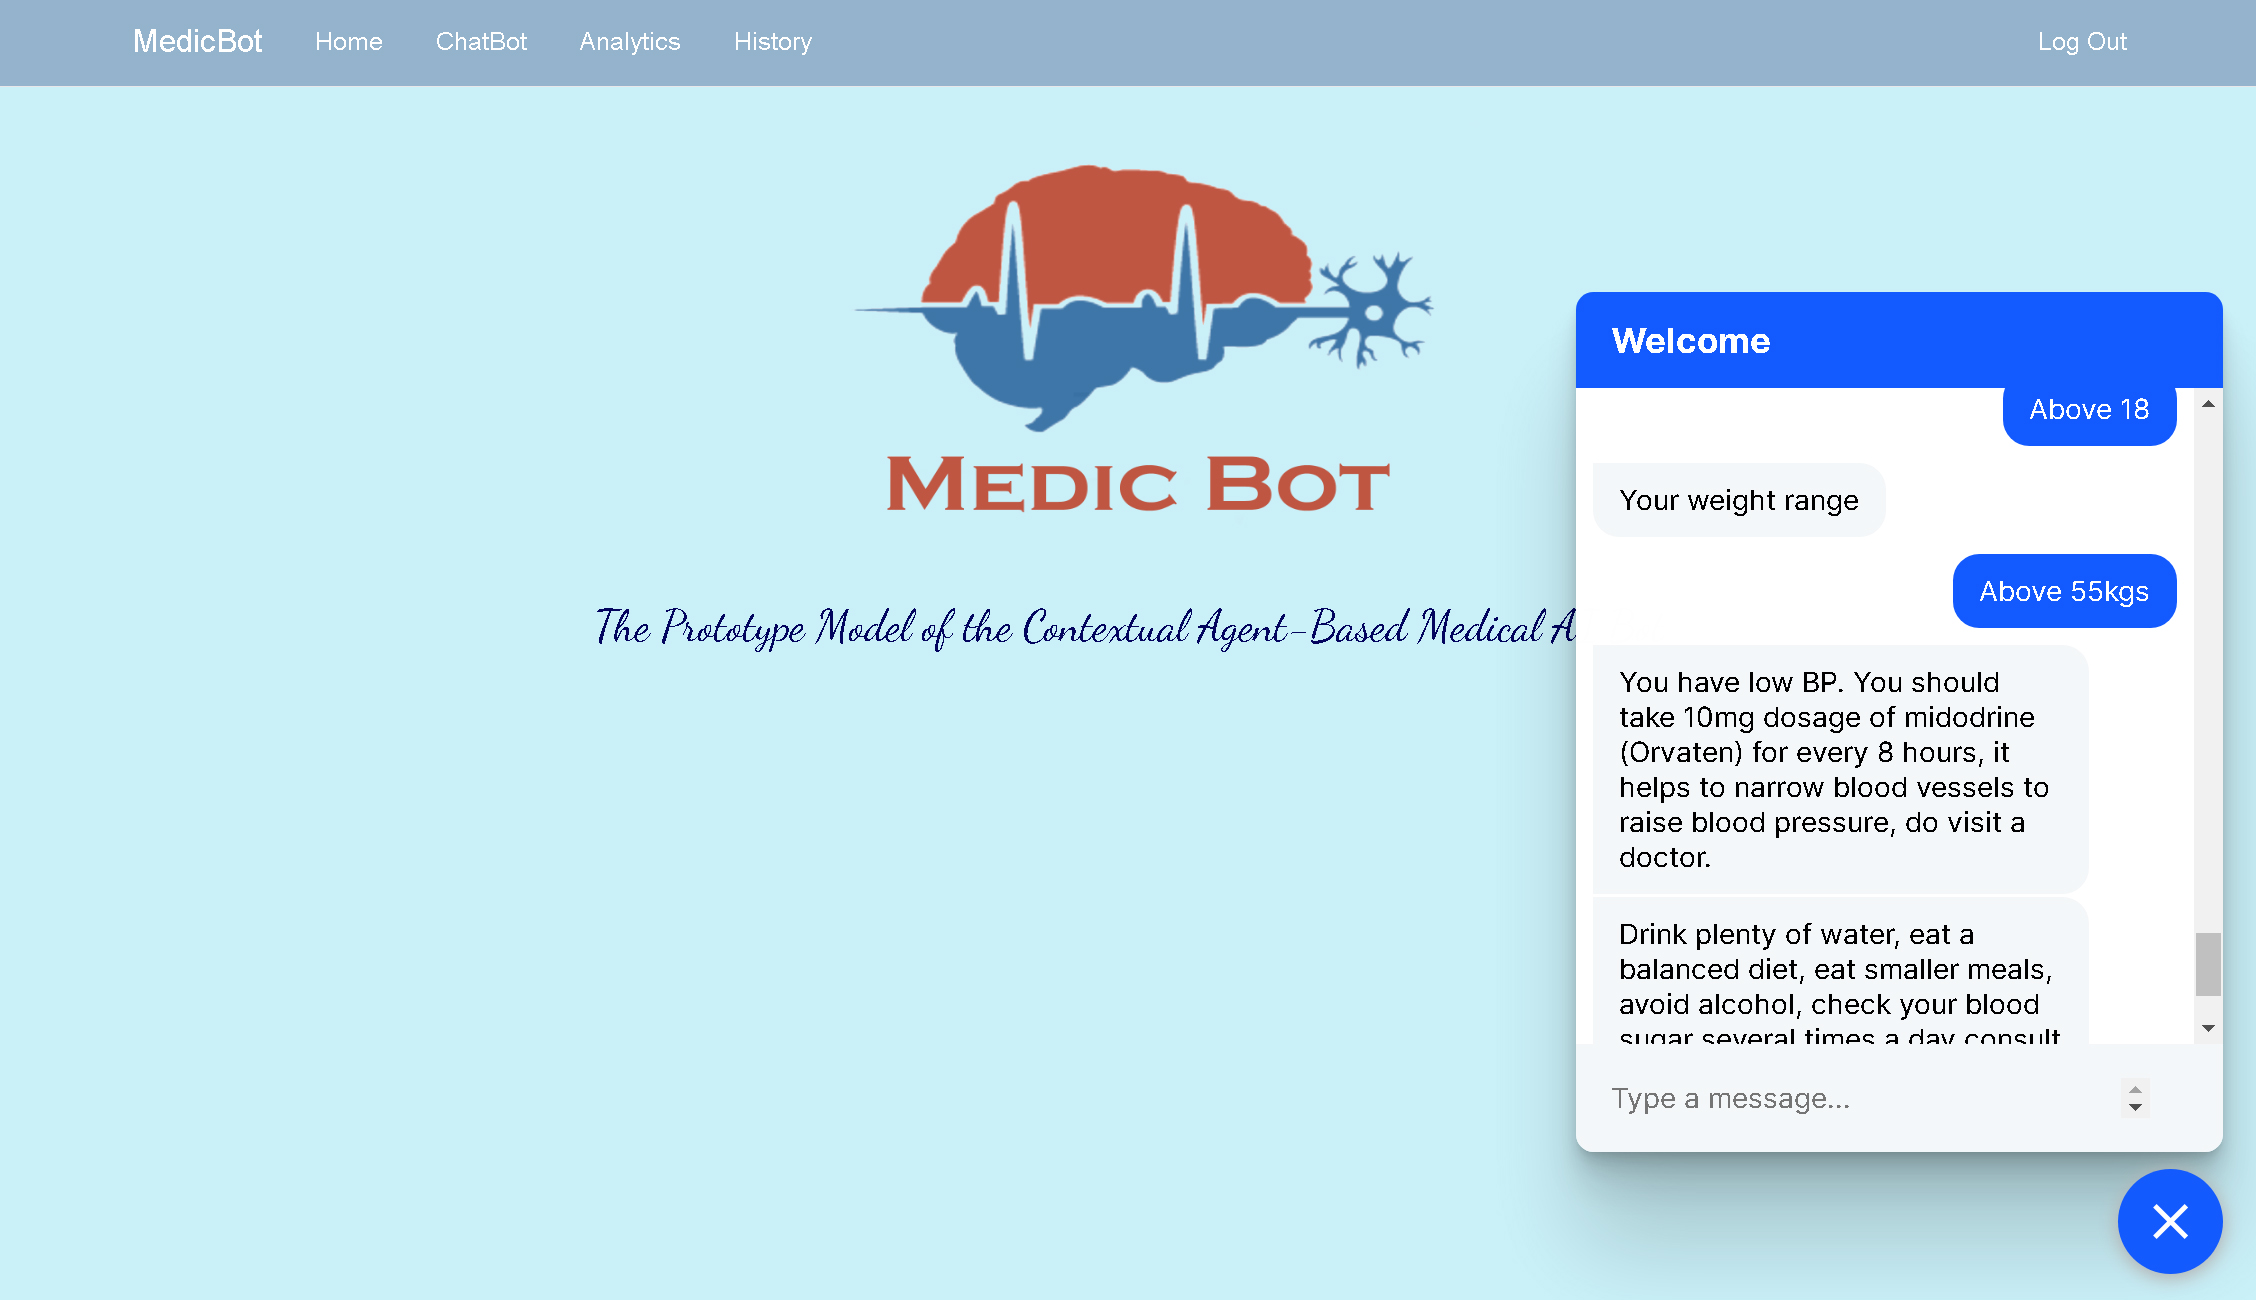 MedicBot Home ChatBot Analytics History Log Out
MEDIC BOT
The Prototype Model of the Contextual Agent-Based Medical
Welcome
Above 18
Your weight range
Above 55kgs
You have low BP. You should
take 10mg dosage of midodrine
(Orvaten) for every 8 hours, it
helps to narrow blood vessels to
raise blood pressure, do visit a
doctor.
Drink plenty of water, eat a
balanced diet, eat smaller meals,
avoid alcohol, check your blood
sugar several times a day consult
Type a message...